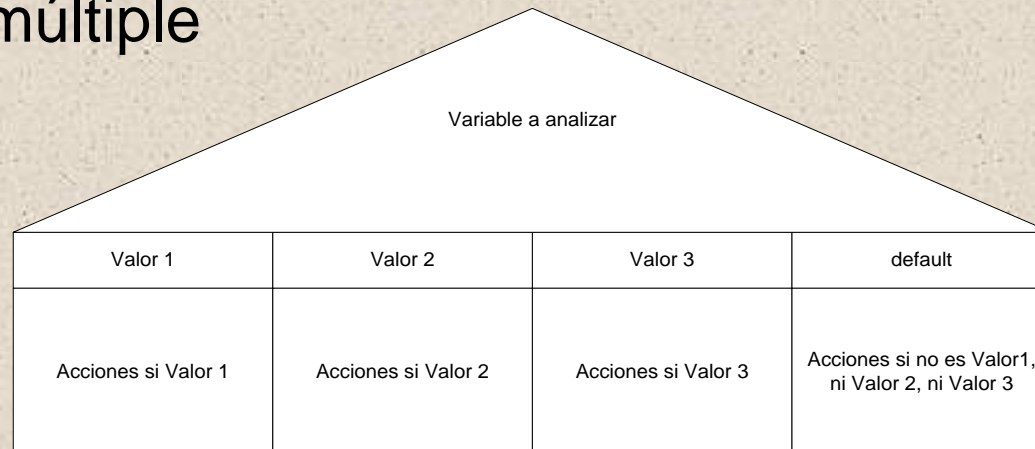 múltiple
Variable a analizar
Valor 1
Valor 2
Valor 3
default
Acciones si Valor 1
Acciones si Valor 2
Acciones si Valor 3
Acciones si no es Valor1,
ni Valor 2, ni Valor 3